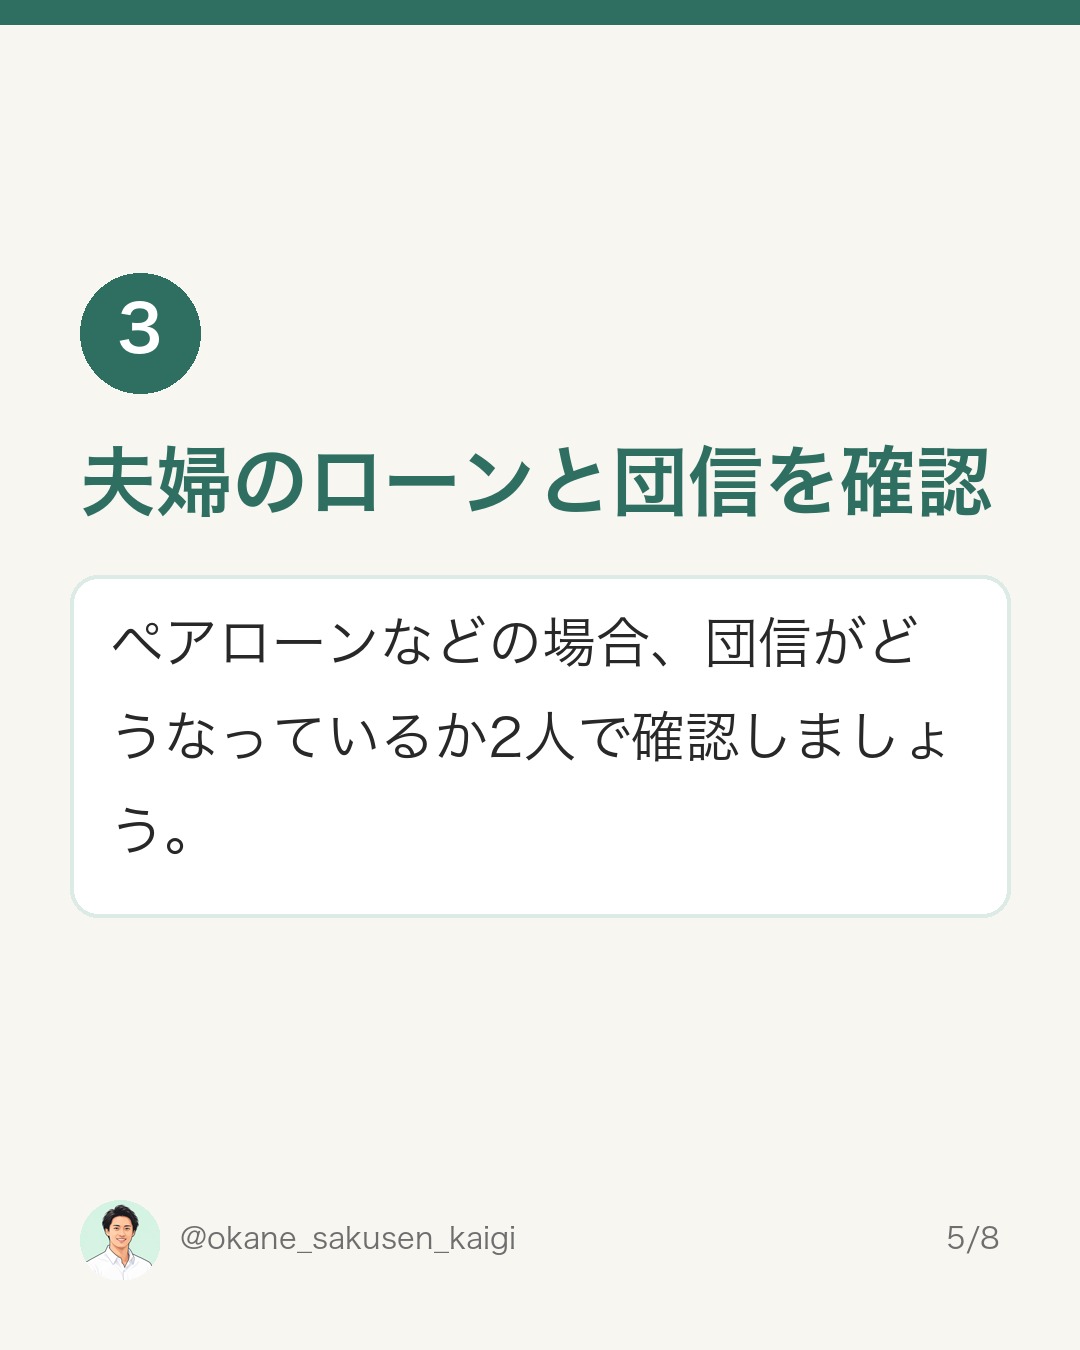 3
夫婦のローンと団信を確認
ペアローンなどの場合、団信がど
うなっているか2人で確認しましょ
う。
@okane_sakusen_kaigi
5/8